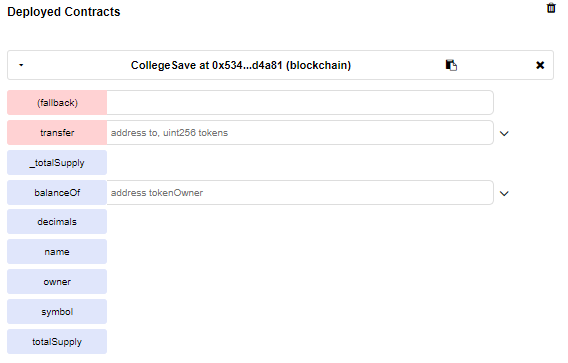 Deployed Contracts
CollegeSave at 0x534...d4a81 (blockchain)
(fallback)
transfer address to, uint256 tokens
_totalSupply
balanceOf address tokenOwner
decimals
name
owner
symbol
totalSupply